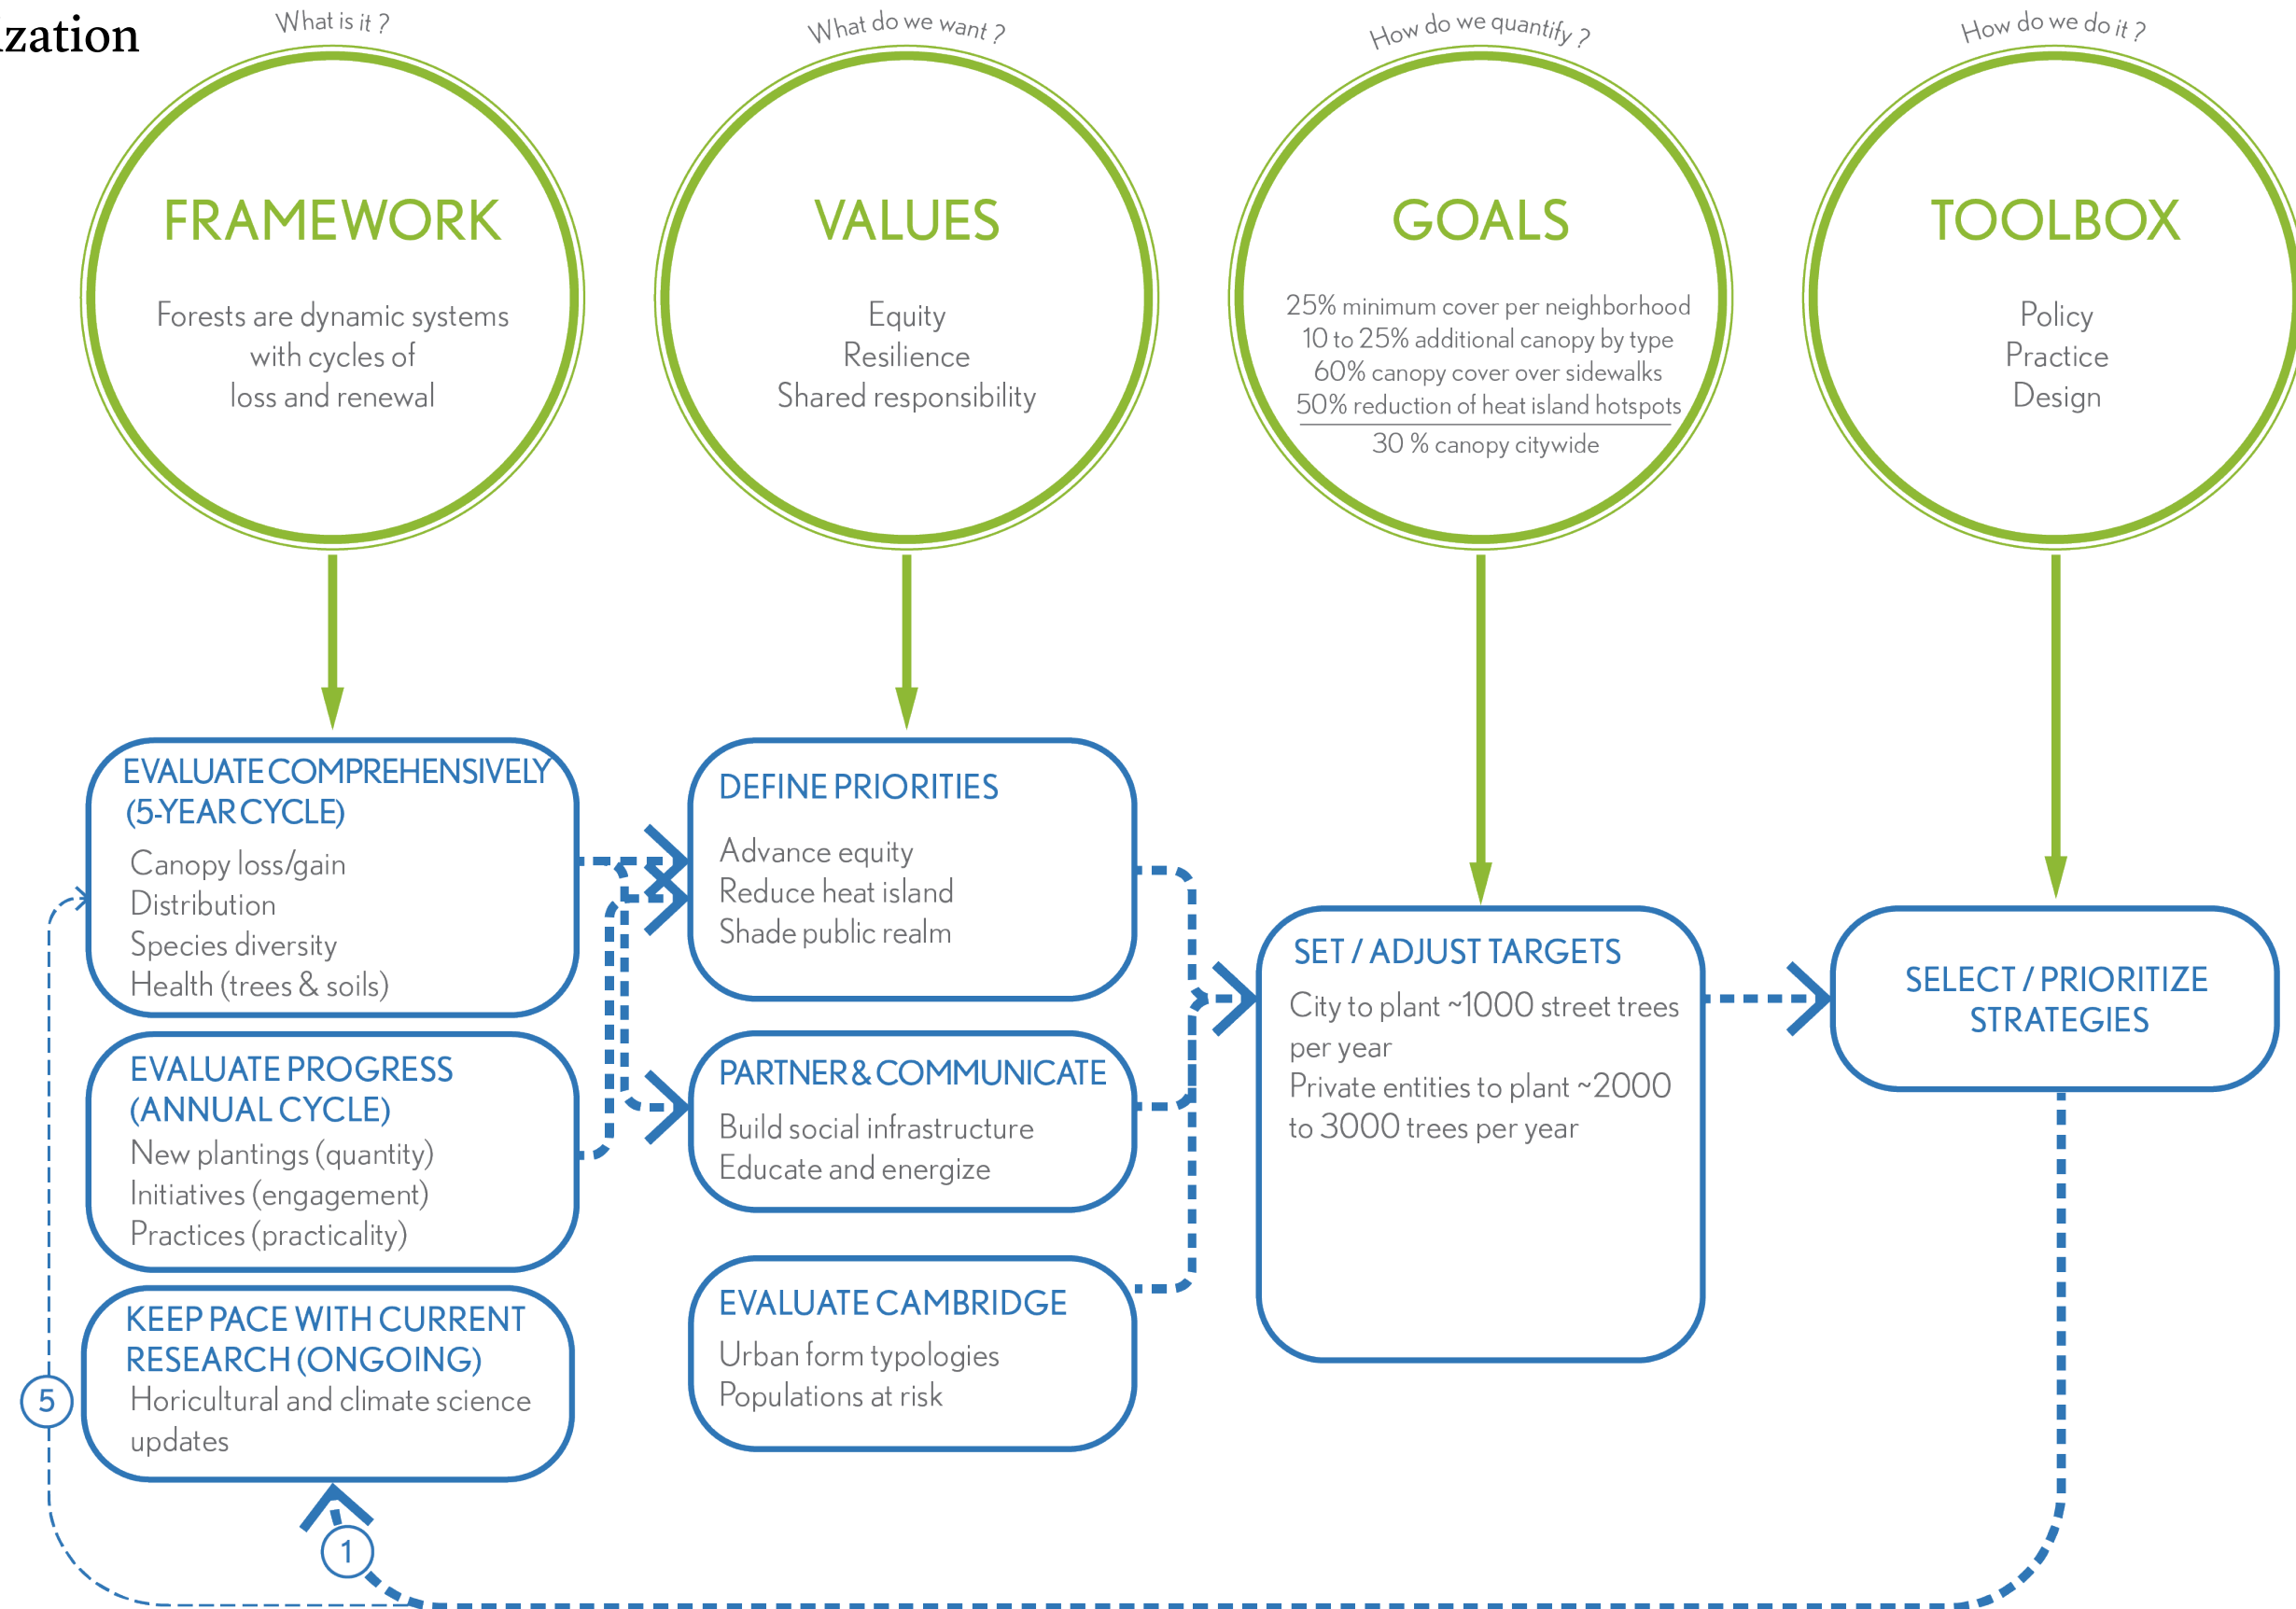 ization
What is it ?
What do we want ?
How do we quantify ?
How do we do it ?
FRAMEWORK
Forests are dynamic systems
with cycles of
loss and renewal
VALUES
Equity
Resilience
Shared responsibility
GOALS
25% minimum cover per neighborhood
10 to 25% additional canopy by type
60% canopy cover over sidewalks
50% reduction of heat island hotspots
30 % canopy citywide
TOOLBOX
Policy
Practice
Design
EVALUATE COMPREHENSIVELY
(5-YEAR CYCLE)
Canopy loss/gain
Distribution
Species diversity
Health (trees & soils)
EVALUATE PROGRESS
(ANNUAL CYCLE)
New plantings (quantity)
Initiatives (engagement)
Practices (practicality)
KEEP PACE WITH CURRENT
RESEARCH (ONGOING)
Horicultural and climate science
updates
5
1
DEFINE PRIORITIES
Advance equity
Reduce heat island
Shade public realm
PARTNER & COMMUNICATE
Build social infrastructure
Educate and energize
EVALUATE CAMBRIDGE
Urban form typologies
Populations at risk
SET / ADJUST TARGETS
City to plant ~1000 street trees
per year
Private entities to plant ~2000
to 3000 trees per year
SELECT / PRIORITIZE
STRATEGIES